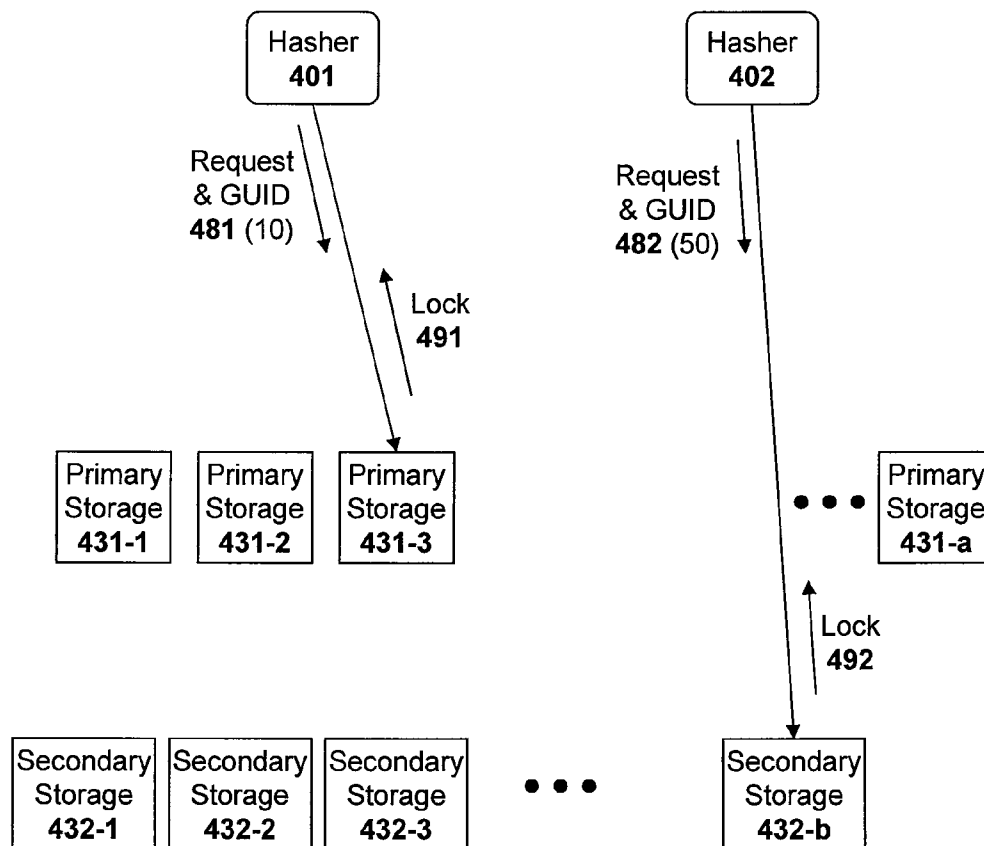 Hasher
401
Hasher
402
Request
& GUID
481 (10)
Request
& GUID
482 (50)
Lock
491
Primary
Storage
431-1
Primary
Storage
431-2
Primary
Storage
431-3
Primary
Storage
431-a
Lock
492
Secondary
Storage
432-1
Secondary
Storage
432-2
Secondary
Storage
432-3
Secondary
Storage
432-b